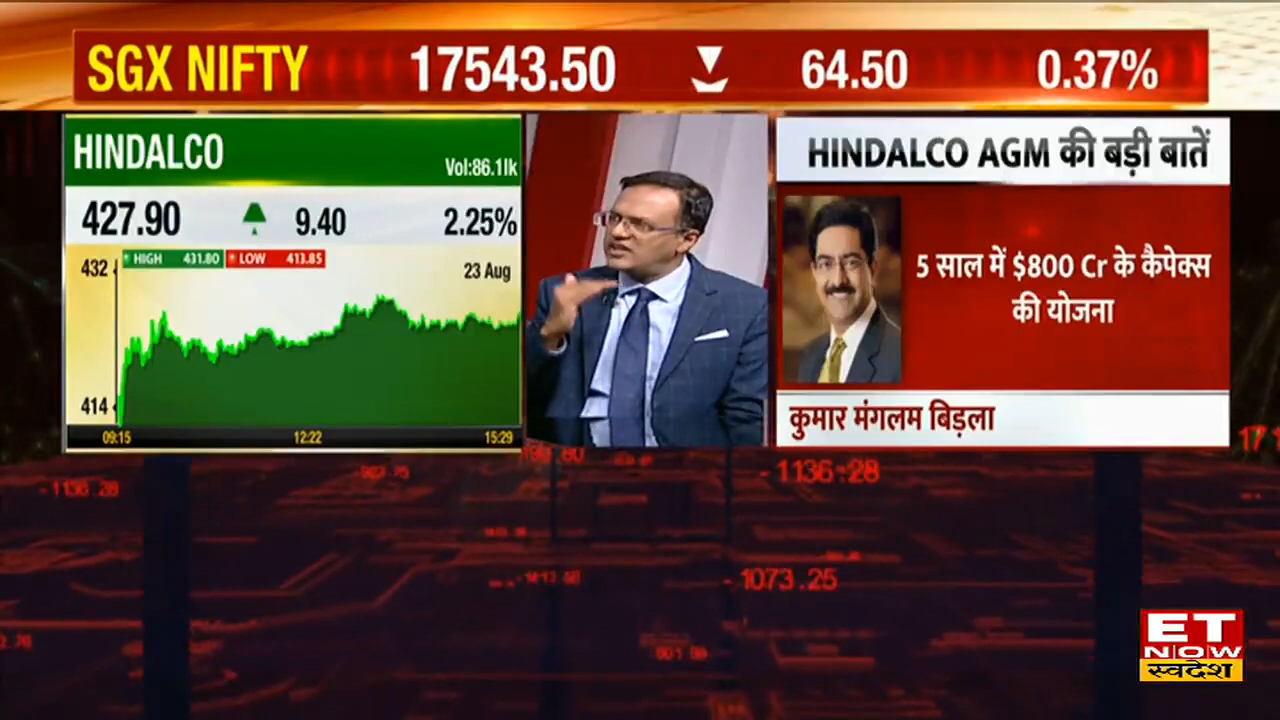 SGX NIFTY 17543.50 64.50 0.37%
HINDALCO
Vol:86.1lk
427.90 9.40 2.25%
HIGH 431.80 LOW 413.85
432
23 Aug
414
09:15 12:22 15:29
HINDALCO AGM की बड़ी बातें
5 साल में $800 Cr के कैपेक्स
की योजना
कुमार मंगलम बिड़ला
-1136.28
-1136:28
-1073.25
ET
NOW
स्वदेश